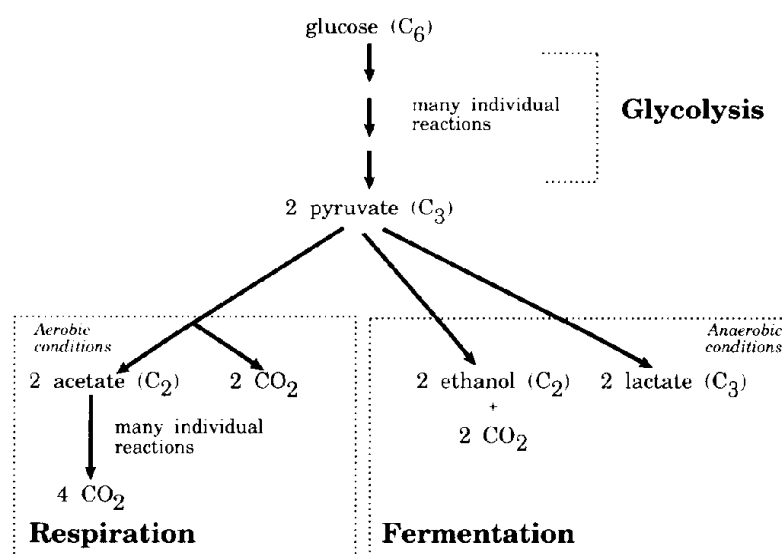 glucose (C6)
many individual
reactions
Glycolysis
2 pyruvate (C3)
Aerobic
conditions
2 acetate (C2)
2 CO2
many individual
reactions
4 CO2
Respiration
Anaerobic
conditions
2 ethanol (C2)
+
2 CO2
2 lactate (C3)
Fermentation